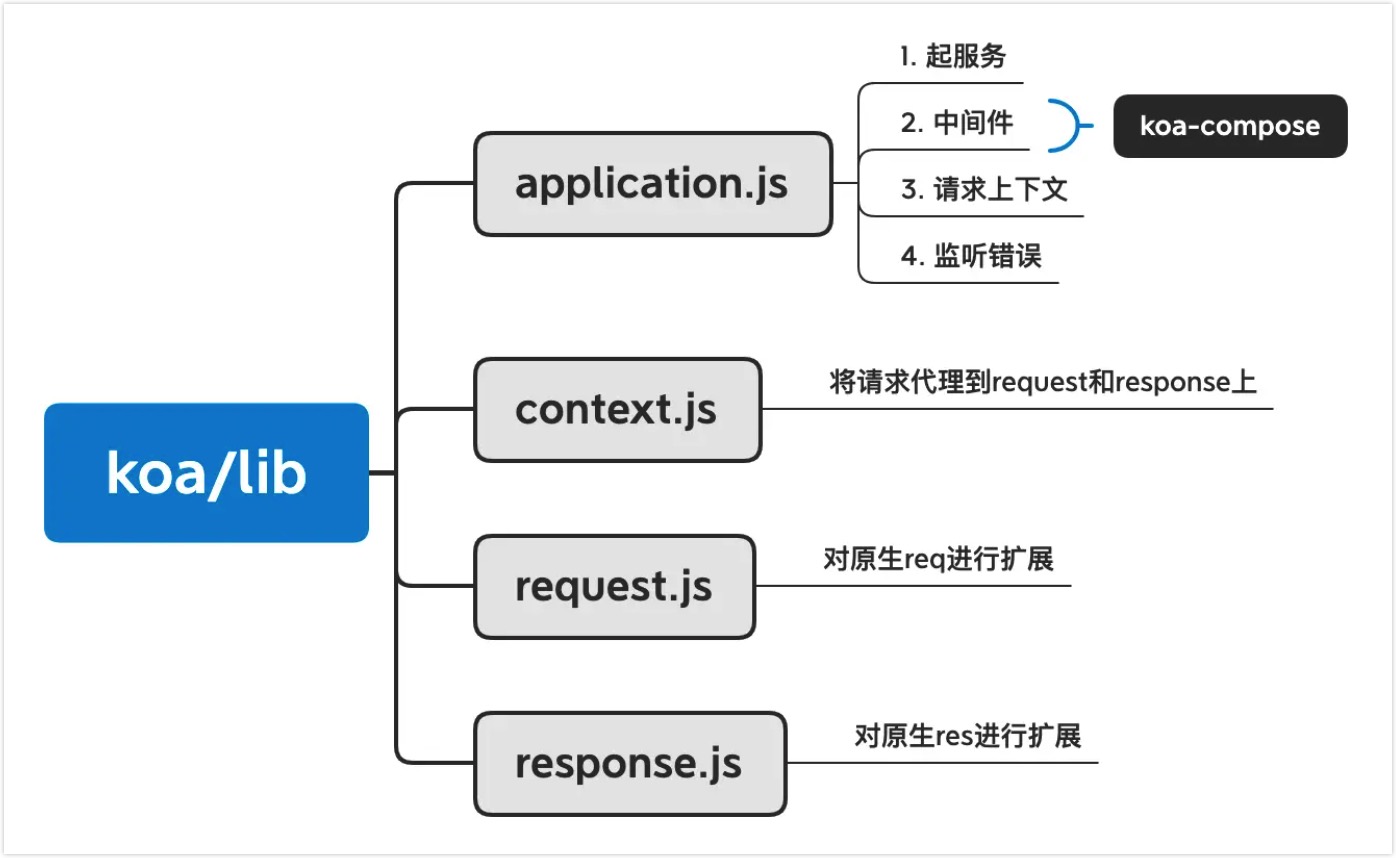 koa/lib
application.js
1. 起服务
2. 中间件
koa-compose
3. 请求上下文
4. 监听错误
context.js
将请求代理到request和response上
request.js
对原生req进行扩展
response.js
对原生res进行扩展